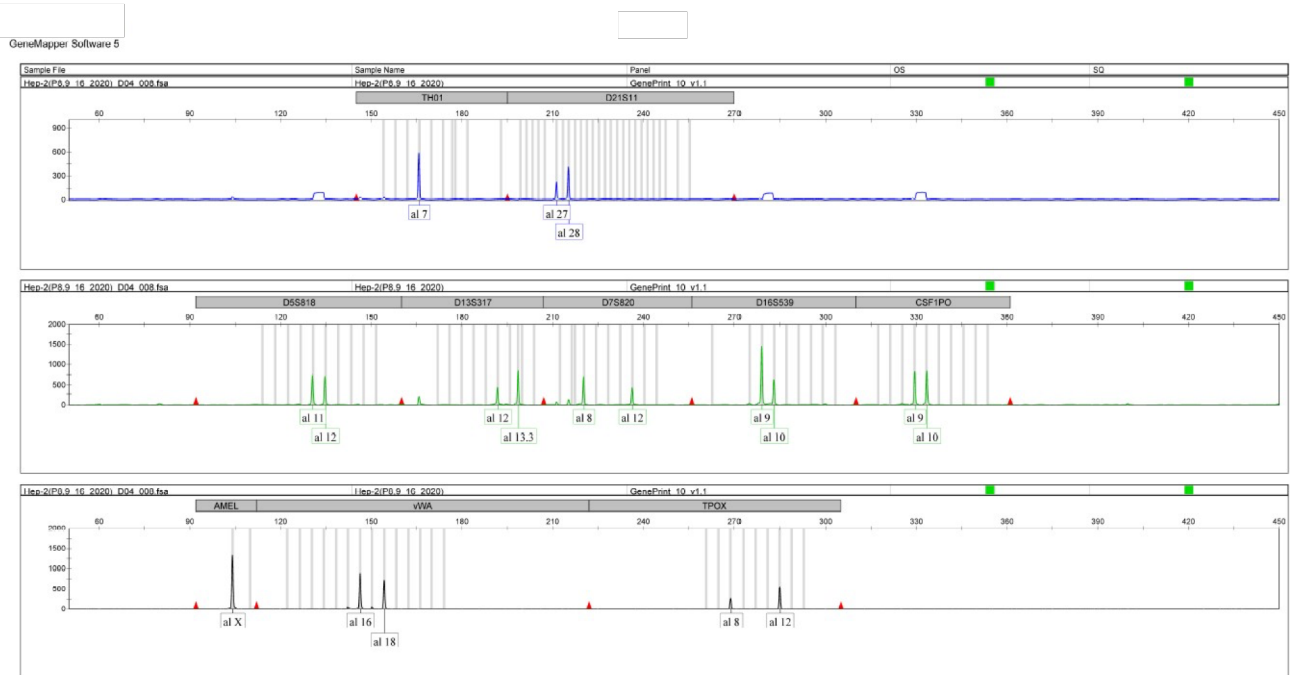 GeneMapper Software 5
Sample File Sample Name Panel OS SQ
Hep-2(P8.9_16_2020)_D04_008.fsa Hep-2(P8.9_16_2020) GenePrint_10_v1.1
TH01 D21S11
60 90 120 150 180 210 240 270 300 330 360 390 420 450
900
600
300
0
al 7 al 27
al 28
Hep-2(P8.9_16_2020)_D04_008.fsa Hep-2(P8.9_16_2020) GenePrint_10_v1.1
D5S818 D13S317 D7S820 D16S539 CSF1PO
60 90 120 150 180 210 240 270 300 330 360 390 420 450
2000
1500
1000
500
0
al 11 al 12 al 8 al 12 al 9 al 9
al 12 al 13.3 al 10 al 10
Hep-2(P8.9_16_2020)_D04_008.fsa Hep-2(P8.9_16_2020) GenePrint_10_v1.1
AMEL vWA TPOX
60 90 120 150 180 210 240 270 300 330 360 390 420 450
2000
1500
1000
500
0
al X al 16 al 8 al 12
al 18